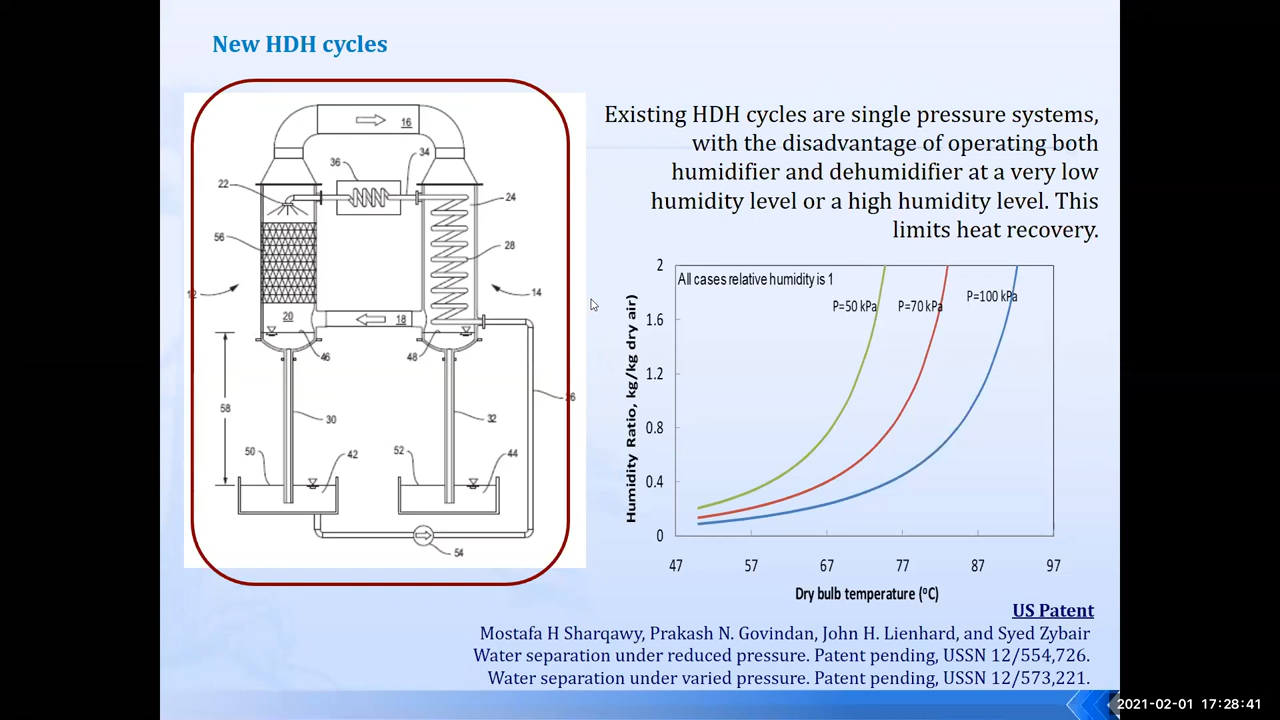 New HDH cycles
Existing HDH cycles are single pressure systems,
with the disadvantage of operating both
humidifier and dehumidifier at a very low
humidity level or a high humidity level. This
limits heat recovery.
16
36
34
22
24
56
28
12
14
20
18
46
48
58
26
30
32
50
42
52
44
54
All cases relative humidity is 1
P=50 kPa
P=70 kPa
P=100 kPa
Humidity Ratio, kg/kg dry air)
2
1.6
1.2
0.8
0.4
0
47 57 67 77 87 97
Dry bulb temperature (°C)
US Patent
Mostafa H Sharqawy, Prakash N. Govindan, John H. Lienhard, and Syed Zybair
Water separation under reduced pressure. Patent pending, USSN 12/554,726.
Water separation under varied pressure. Patent pending, USSN 12/573,221.
2021-02-01 17:28:41